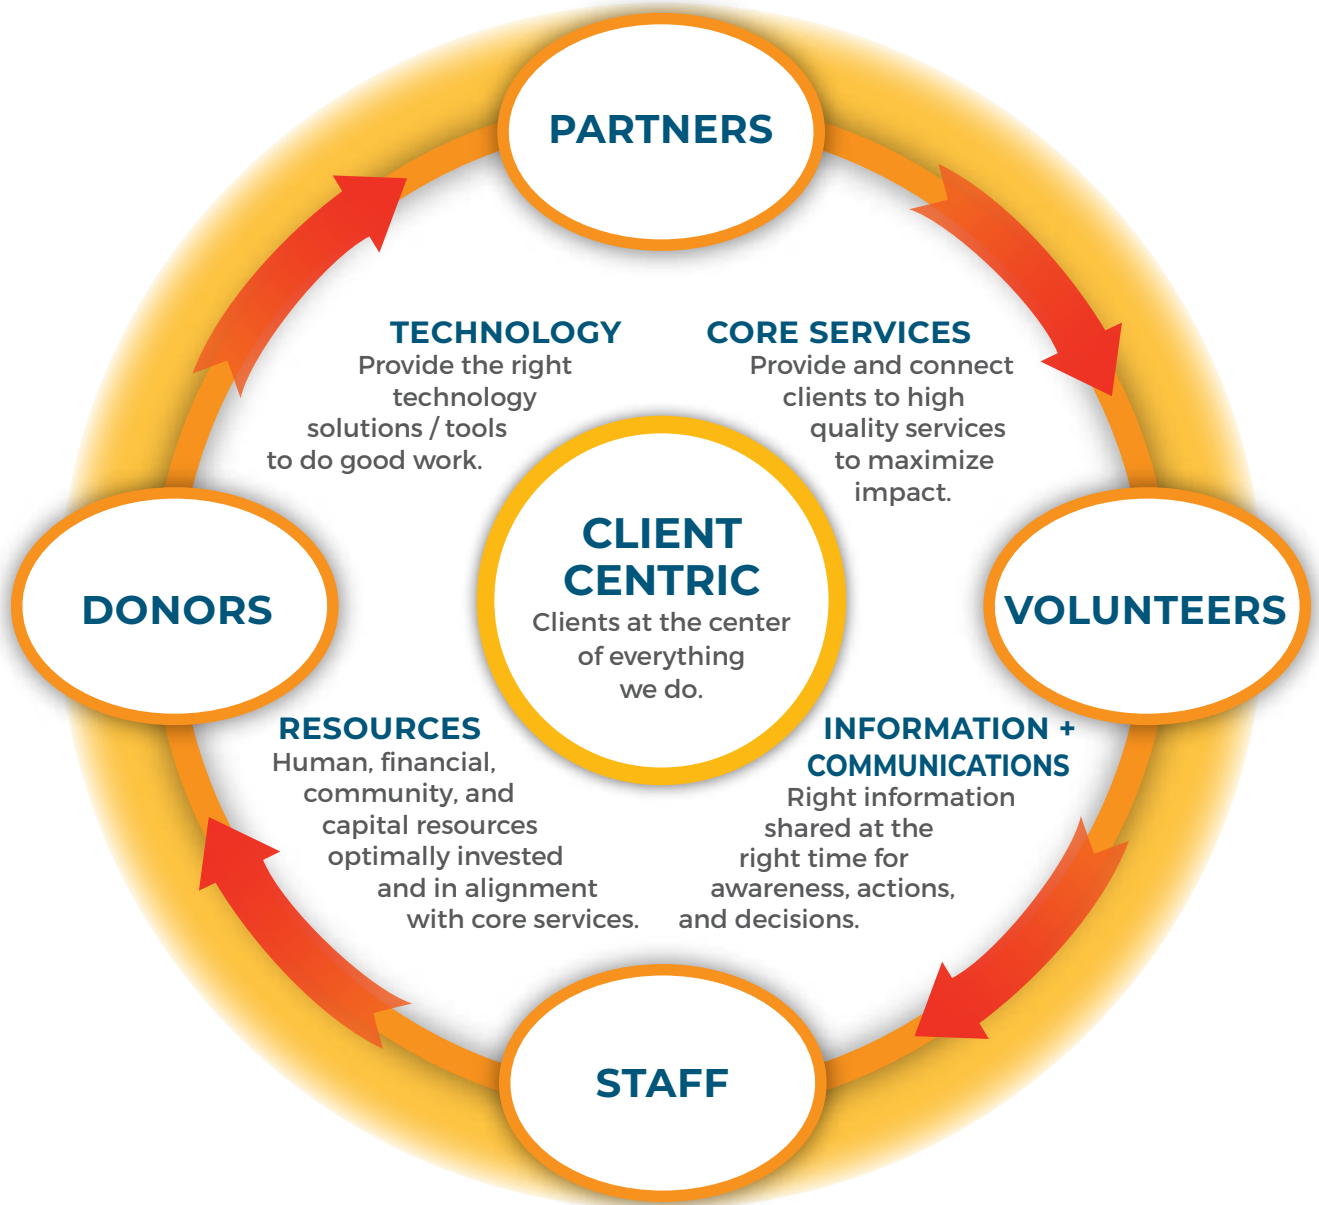 PARTNERS
TECHNOLOGY
Provide the right
technology
solutions / tools
to do good work.
CORE SERVICES
Provide and connect
clients to high
quality services
to maximize
impact.
DONORS
CLIENT
CENTRIC
Clients at the center
of everything
we do.
VOLUNTEERS
RESOURCES
Human, financial,
community, and
capital resources
optimally invested
and in alignment
with core services.
INFORMATION +
COMMUNICATIONS
Right information
shared at the
right time for
awareness, actions,
and decisions.
STAFF